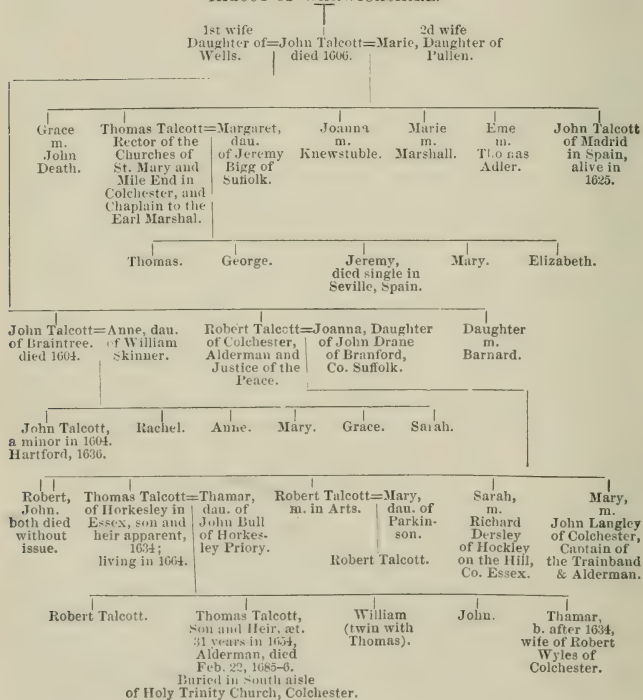 1st wife 2d wife
Daughter of=John Talcott=Marie, Daughter of
Wells. died 1606. Pullen.
Grace
m.
John
Death.
Thomas Talcott=Margaret,
Rector of the dau.
Churches of of Jeremy
St. Mary and Bigg of
Mile End in Suffolk.
Colchester, and
Chaplain to the
Earl Marshal.
Joanna
m.
Knewstuble.
Marie
m.
Marshall.
Eme
m.
Thomas
Adler.
John Talcott
of Madrid
in Spain,
alive in
1625.
Thomas.
George.
Jeremy,
died single in
Seville, Spain.
Mary.
Elizabeth.
John Talcott=Anne, dau.
of Braintree. of William
died 1604. Skinner.
Robert Talcott=Joanna, Daughter
of Colchester, of John Drane
Alderman and of Branford,
Justice of the Co. Suffolk.
Peace.
Daughter
m.
Barnard.
John Talcott,
a minor in 1604.
Hartford, 1636.
Rachel.
Anne.
Mary.
Grace.
Sarah.
Robert,
John.
both died
without
issue.
Thomas Talcott=Thamar,
of Horkesley in dau. of
Essex, son and John Bull
heir apparent, of Horkes-
1634; ley Priory.
living in 1664.
Robert Talcott=Mary,
m. in Arts. dau. of
Parkin-
son.
Robert Talcott.
Sarah,
m.
Richard
Dersley
of Hockley
on the Hill,
Co. Essex.
Mary,
m.
John Langley
of Colchester,
Captain of
the Trainband
& Alderman.
Robert Talcott.
Thomas Talcott,
Son and Heir, æt.
31 years in 1654,
Alderman, died
Feb. 22, 1685-6.
Buried in South aisle
of Holy Trinity Church, Colchester.
William
(twin with
Thomas).
John.
Thamar,
b. after 1634,
wife of Robert
Wyles of
Colchester.